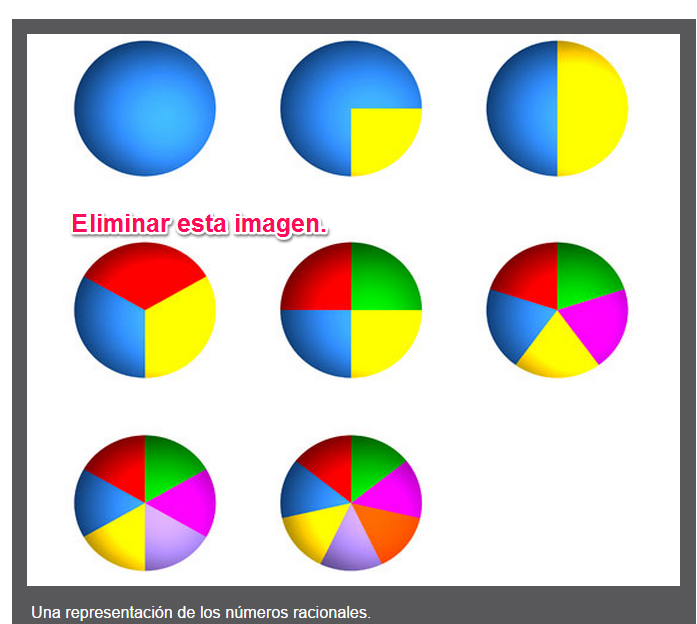 Eliminar esta imagen.
Una representación de los números racionales.